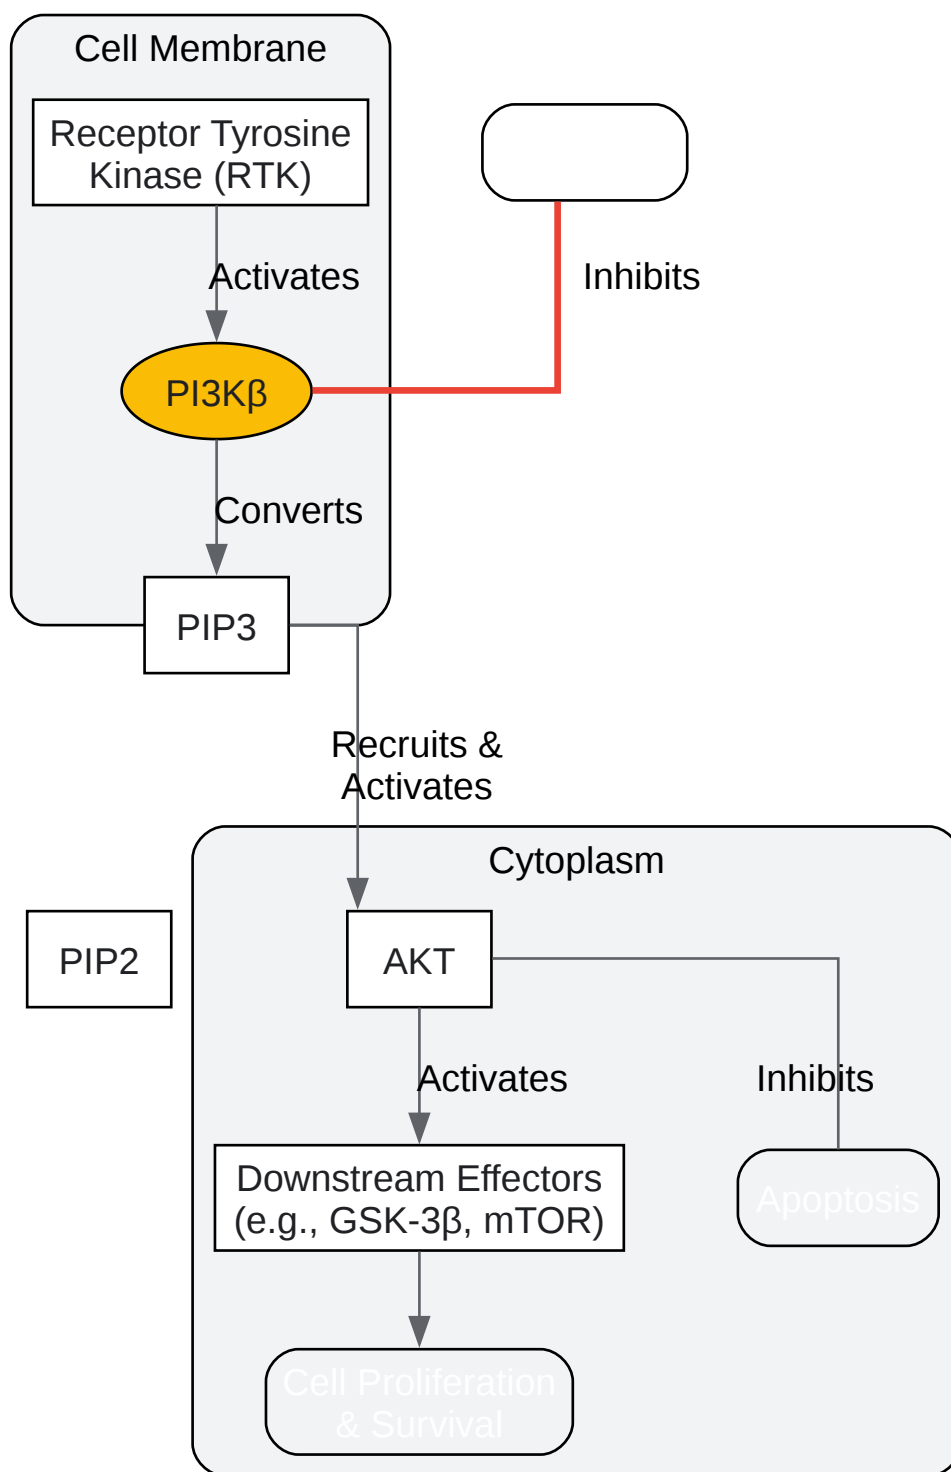 Cell Membrane
Receptor Tyrosine
Kinase (RTK)
Activates
Inhibits
PI3Kβ
Converts
PIP3
Recruits &
Activates
Cytoplasm
PIP2
AKT
Activates
Inhibits
Downstream Effectors
(e.g., GSK-3β, mTOR)
Apoptosis
Cell Proliferation
& Survival